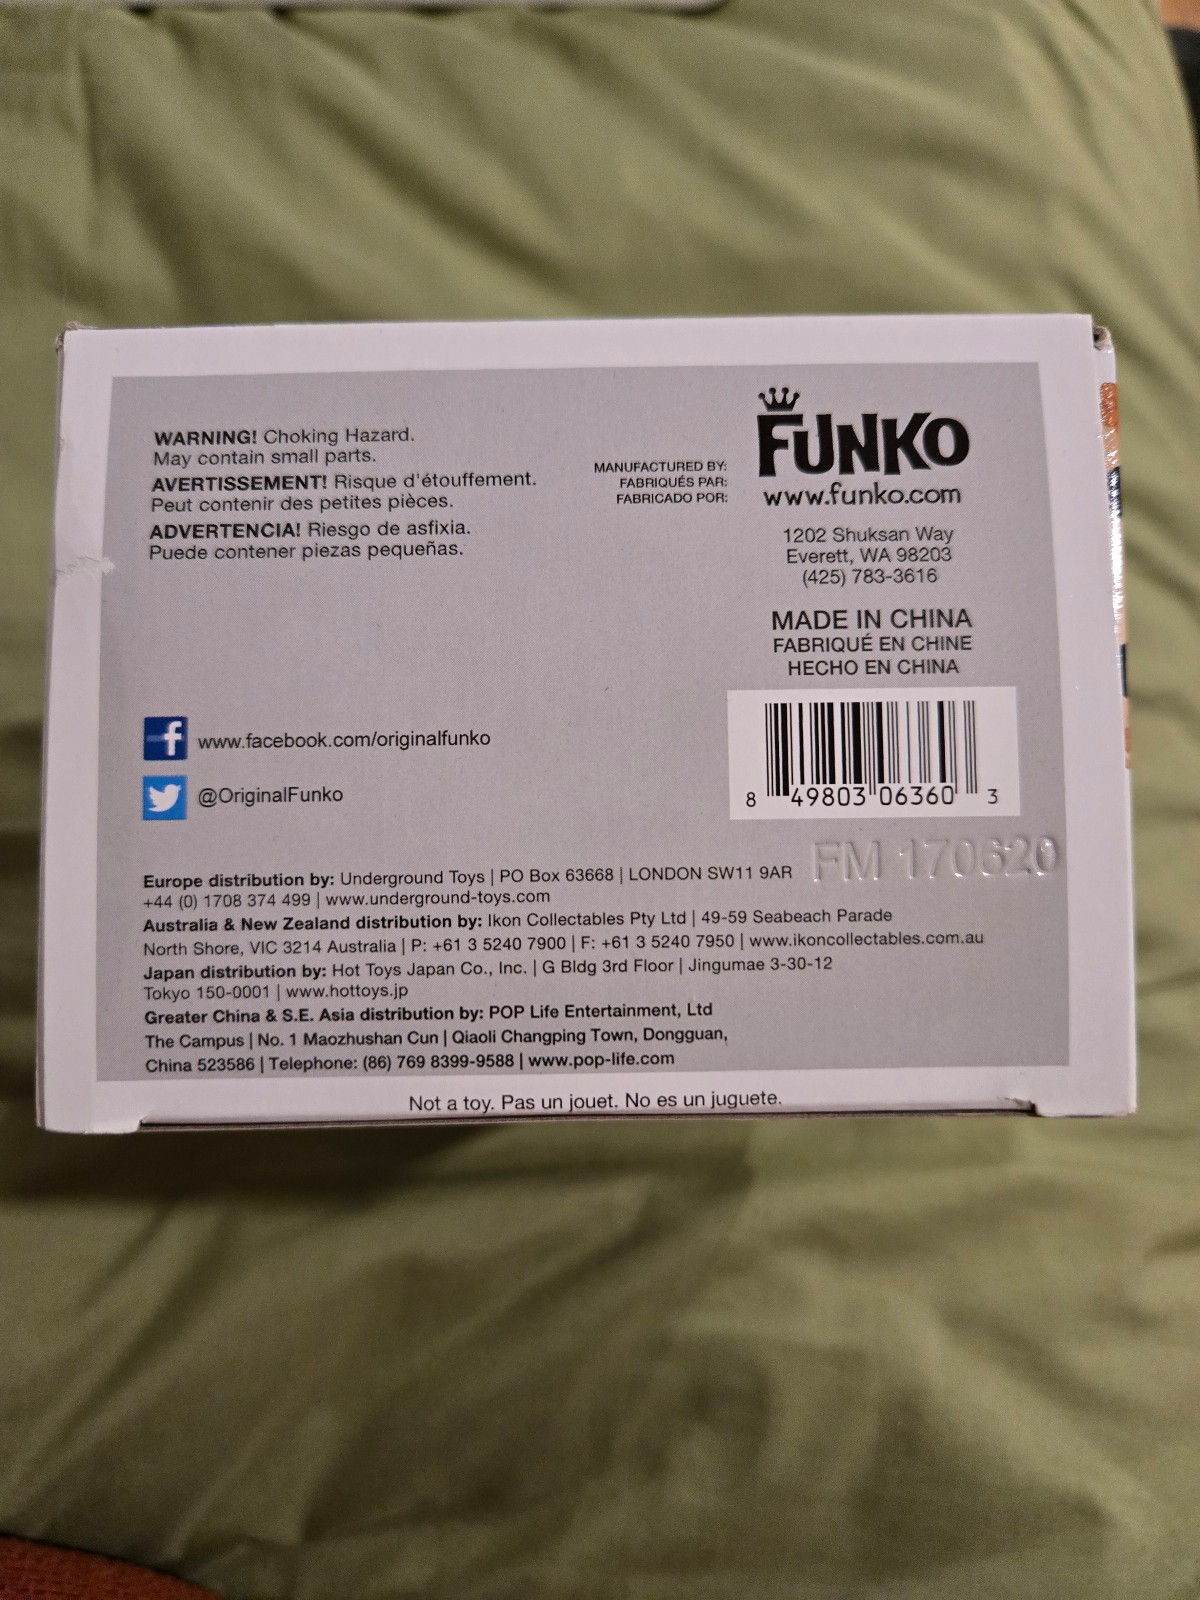 WARNING! Choking Hazard.
May contain small parts.
AVERTISSEMENT! Risque d'étouffement.
Peut contenir des petites pièces.
ADVERTENCIA! Riesgo de asfixia.
Puede contener piezas pequeñas.
MANUFACTURED BY:
FABRIQUÉS PAR:
FABRICADO POR:
FUNKO
www.funko.com
1202 Shuksan Way
Everett, WA 98203
(425) 783-3616
MADE IN CHINA
FABRIQUÉ EN CHINE
HECHO EN CHINA
8 49803 06360 3
FM 170620
f www.facebook.com/originalfunko
@OriginalFunko
Europe distribution by: Underground Toys | PO Box 63668 | LONDON SW11 9AR
+44 (0) 1708 374 499 | www.underground-toys.com
Australia & New Zealand distribution by: Ikon Collectables Pty Ltd | 49-59 Seabeach Parade
North Shore, VIC 3214 Australia | P: +61 3 5240 7900 | F: +61 3 5240 7950 | www.ikoncollectables.com.au
Japan distribution by: Hot Toys Japan Co., Inc. | G Bldg 3rd Floor | Jingumae 3-30-12
Tokyo 150-0001 | www.hottoys.jp
Greater China & S.E. Asia distribution by: POP Life Entertainment, Ltd
The Campus | No. 1 Maozhushan Cun | Qiaoli Changping Town, Dongguan,
China 523586 | Telephone: (86) 769 8399-9588 | www.pop-life.com
Not a toy. Pas un jouet. No es un juguete.